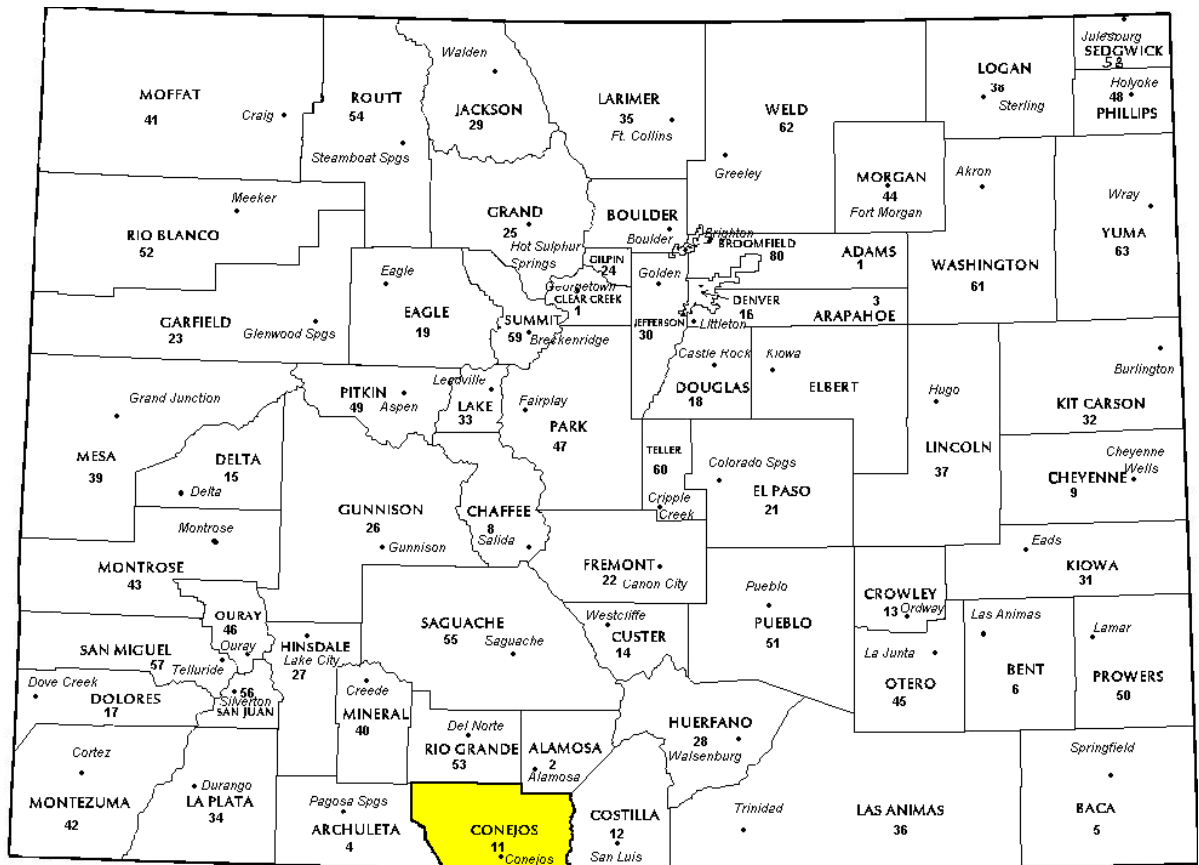 Julesburg
SEDGWICK
58
Walden
LOGAN
38
Sterling
Holyoke
48
PHILLIPS
MOFFAT
41
Craig
ROUTT
54
Steamboat Spgs
JACKSON
29
LARIMER
35
Ft. Collins
WELD
62
Greeley
MORGAN
44
Fort Morgan
Akron
Wray
YUMA
63
Meeker
RIO BLANCO
52
GRAND
25
Hot Sulphur
Springs
BOULDER
Boulder
Brighton
BROOMFIELD
80
ADAMS
1
WASHINGTON
61
GILPIN
24
Golden
Georgetown
CLEAR CREEK
1
Eagle
EAGLE
19
DENVER
16
3
ARAPAHOE
Littleton
GARFIELD
23
Glenwood Spgs
SUMMIT
59
Breckenridge
JEFFERSON
30
Castle Rock
DOUGLAS
18
Kiowa
ELBERT
Hugo
LINCOLN
37
Burlington
KIT CARSON
32
PITKIN
49
Aspen
Leedville
LAKE
33
Fairplay
PARK
47
Grand Junction
MESA
39
DELTA
15
Delta
TELLER
60
Cripple
Creek
Colorado Spgs
EL PASO
21
Cheyenne
Wells
CHEYENNE
9
GUNNISON
26
Gunnison
CHAFFEE
8
Salida
Montrose
MONTROSE
43
FREMONT
22
Canon City
Pueblo
PUEBLO
51
CROWLEY
13
Ordway
Eads
KIOWA
31
OURAY
46
Ouray
HINSDALE
Lake City
27
SAGUACHE
55
Saguache
Westcliffe
CUSTER
14
La Junta
OTERO
45
Las Animas
BENT
6
Lamar
PROWERS
50
SAN MIGUEL
57
Telluride
Dove Creek
DOLORES
17
56
Silverton
SAN JUAN
Creede
MINERAL
40
Del Norte
RIO GRANDE
53
ALAMOSA
2
Alamosa
HUERFANO
28
Walsenburg
Cortez
MONTEZUMA
42
Durango
LA PLATA
34
Pagosa Spgs
ARCHULETA
4
CONEJOS
11
Conejos
COSTILLA
12
San Luis
Trinidad
LAS ANIMAS
36
Springfield
BACA
5